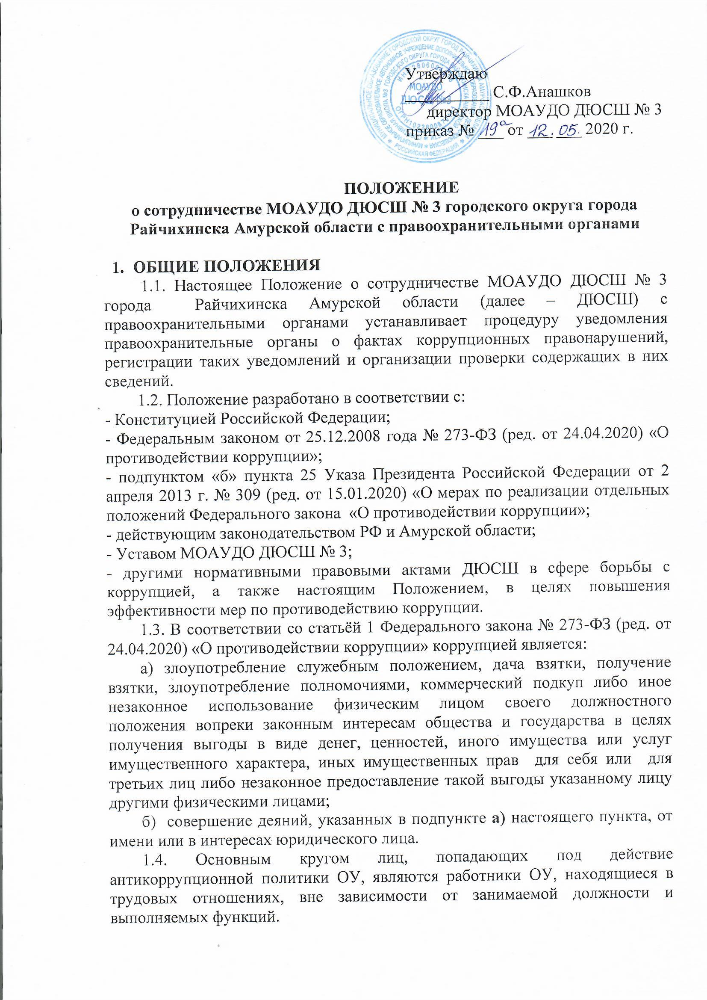 Утверждаю
__________ С.Ф.Анашков
директор МОАУДО ДЮСШ № 3
приказ № 19а от 12.05. 2020 г.
МОАУДО
ДЮСШ №3
РОССИЙСКАЯ ФЕДЕРАЦИЯ
ПОЛОЖЕНИЕ
о сотрудничестве МОАУДО ДЮСШ № 3 городского округа города
Райчихинска Амурской области с правоохранительными органами
1. ОБЩИЕ ПОЛОЖЕНИЯ
1.1. Настоящее Положение о сотрудничестве МОАУДО ДЮСШ № 3
города Райчихинска Амурской области (далее – ДЮСШ) с
правоохранительными органами устанавливает процедуру уведомления
правоохранительные органы о фактах коррупционных правонарушений,
регистрации таких уведомлений и организации проверки содержащих в них
сведений.
1.2. Положение разработано в соответствии с:
- Конституцией Российской Федерации;
- Федеральным законом от 25.12.2008 года № 273-ФЗ (ред. от 24.04.2020) «О
противодействии коррупции»;
- подпунктом «б» пункта 25 Указа Президента Российской Федерации от 2
апреля 2013 г. № 309 (ред. от 15.01.2020) «О мерах по реализации отдельных
положений Федерального закона «О противодействии коррупции»;
- действующим законодательством РФ и Амурской области;
- Уставом МОАУДО ДЮСШ № 3;
- другими нормативными правовыми актами ДЮСШ в сфере борьбы с
коррупцией, а также настоящим Положением, в целях повышения
эффективности мер по противодействию коррупции.
1.3. В соответствии со статьёй 1 Федерального закона № 273-ФЗ (ред. от
24.04.2020) «О противодействии коррупции» коррупцией является:
а) злоупотребление служебным положением, дача взятки, получение
взятки, злоупотребление полномочиями, коммерческий подкуп либо иное
незаконное использование физическим лицом своего должностного
положения вопреки законным интересам общества и государства в целях
получения выгоды в виде денег, ценностей, иного имущества или услуг
имущественного характера, иных имущественных прав для себя или для
третьих лиц либо незаконное предоставление такой выгоды указанному лицу
другими физическими лицами;
б) совершение деяний, указанных в подпункте а) настоящего пункта, от
имени или в интересах юридического лица.
1.4. Основным кругом лиц, попадающих под действие
антикоррупционной политики ОУ, являются работники ОУ, находящиеся в
трудовых отношениях, вне зависимости от занимаемой должности и
выполняемых функций.